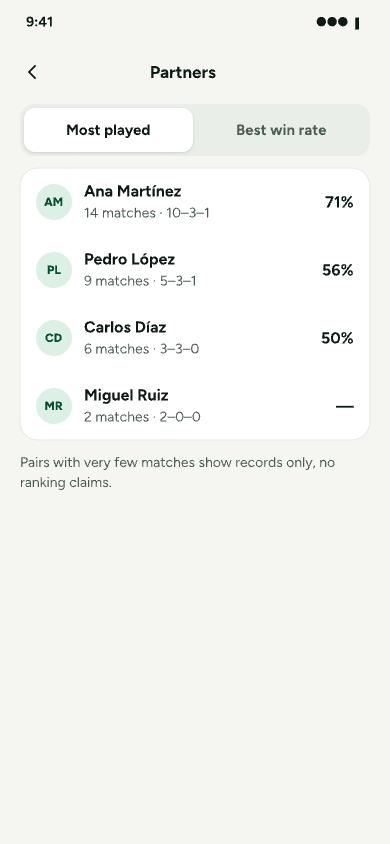 9:41
Partners
Most played
Best win rate
AM
Ana Martínez
14 matches · 10–3–1
71%
PL
Pedro López
9 matches · 5–3–1
56%
CD
Carlos Díaz
6 matches · 3–3–0
50%
MR
Miguel Ruiz
2 matches · 2–0–0
—
Pairs with very few matches show records only, no
ranking claims.